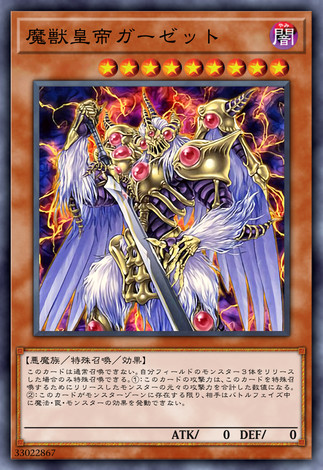 魔獣皇帝ガーゼット
闇
やみ
【悪魔族／特殊召喚／効果】
このカードは通常召喚できない。自分フィールドのモンスター３体をリリー
スした場合のみ特殊召喚できる。①：このカードの攻撃力は、このカードを特殊召
喚するためにリリースしたモンスターの元々の攻撃力を合計した数値になる。
②：このカードがモンスターゾーンに存在する限り、相手はバトルフェイズ中
に魔法・罠・モンスターの効果を発動できない。
ATK/ 0 DEF/ 0
33022867